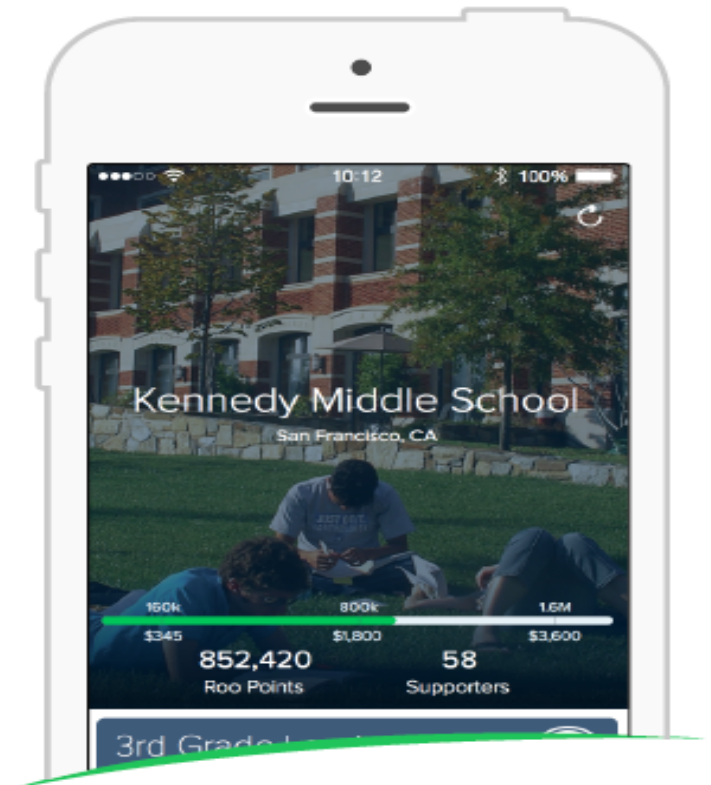 10:12 100%
Kennedy Middle School
San Francisco, CA
160k 800k 1.6M
$345 $1,800 $3,600
852,420 58
Roo Points Supporters
3rd Grade